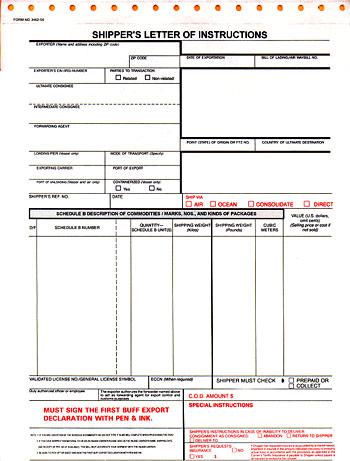 FORM NO. 3462-S4
SHIPPER'S LETTER OF INSTRUCTIONS
EXPORTER (Name and address including ZIP code)
ZIP CODE
DATE OF EXPORTATION
BILL OF LADING/AIR WAYBILL NO.
EXPORTER'S EIN-IRS NUMBER
PARTIES TO TRANSACTION
Related Non-related
ULTIMATE CONSIGNEE
INTERMEDIATE CONSIGNEE
FORWARDING AGENT
POINT (STATE) OF ORIGIN OR FTZ NO.
COUNTRY OF ULTIMATE DESTINATION
LOADING PIER (Vessel only)
MODE OF TRANSPORT (Specify)
EXPORTING CARRIER
PORT OF EXPORT
PORT OF UNLOADING (Vessel and air only)
CONTAINERIZED (Vessel only)
Yes No
SHIPPER'S REF. NO.
DATE
SHIP VIA
AIR OCEAN CONSOLIDATE DIRECT
SCHEDULE B DESCRIPTION OF COMMODITIES / MARKS, NOS., AND KINDS OF PACKAGES
VALUE (U.S. dollars, omit cents)
(Selling price or cost if not sold)
D/F
SCHEDULE B NUMBER
QUANTITY— SCHEDULE B UNIT(S)
SHIPPING WEIGHT (Kilos)
SHIPPING WEIGHT (Pounds)
CUBIC METERS
VALIDATED LICENSE NO./GENERAL LICENSE SYMBOL
ECCN (When required)
SHIPPER MUST CHECK
PREPAID OR
COLLECT
Duly authorized officer or employee
The exporter authorizes the forwarder named above to act as forwarding agent for export control and customs purposes
C.O.D. AMOUNT $
SPECIAL INSTRUCTIONS
MUST SIGN THE FIRST BUFF EXPORT
DECLARATION WITH PEN & INK.
SHIPPER'S INSTRUCTIONS IN CASE OF INABILITY TO DELIVER
CONSIGNMENT AS CONSIGNED ABANDON RETURN TO SHIPPER
DELIVER TO
SHIPPER'S REQUESTS
INSURANCE NO
YES $